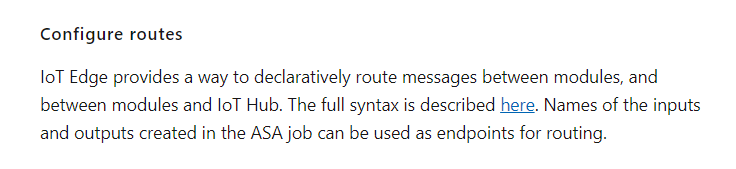 Configure routes
IoT Edge provides a way to declaratively route messages between modules, and
between modules and IoT Hub. The full syntax is described here. Names of the inputs
and outputs created in the ASA job can be used as endpoints for routing.